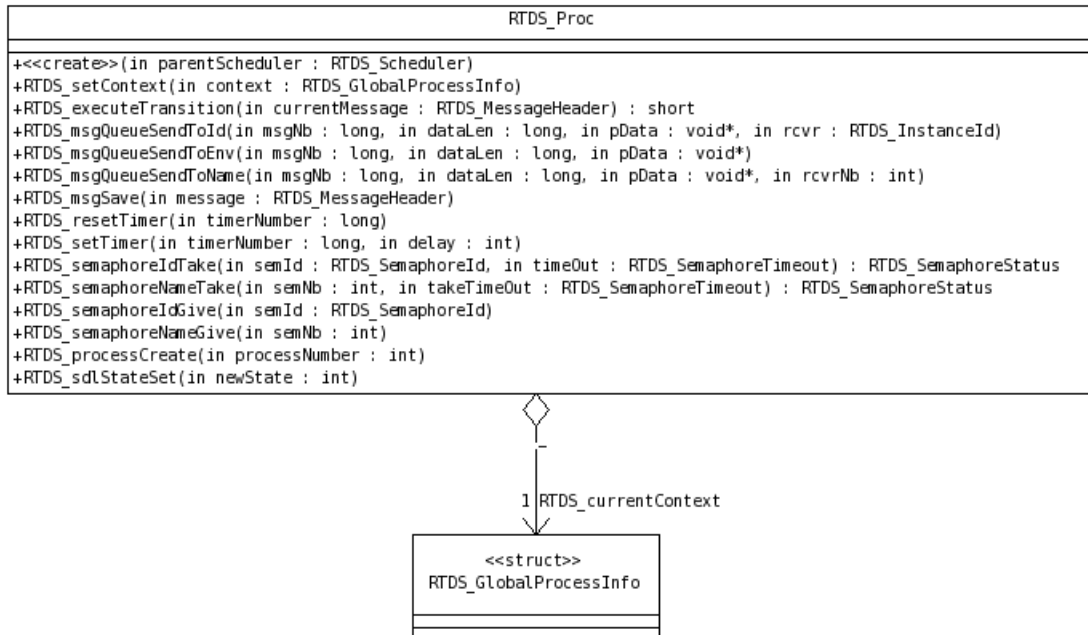 RTDS_Proc
+<<create>>(in parentScheduler : RTDS_Scheduler)
+RTDS_setContext(in context : RTDS_GlobalProcessInfo)
+RTDS_executeTransition(in currentMessage : RTDS_MessageHeader) : short
+RTDS_msgQueueSendToId(in msgNb : long, in dataLen : long, in pData : void*, in rcvr : RTDS_InstanceId)
+RTDS_msgQueueSendToEnv(in msgNb : long, in dataLen : long, in pData : void*)
+RTDS_msgQueueSendToName(in msgNb : long, in dataLen : long, in pData : void*, in rcvrNb : int)
+RTDS_msgSave(in message : RTDS_MessageHeader)
+RTDS_resetTimer(in timerNumber : long)
+RTDS_setTimer(in timerNumber : long, in delay : int)
+RTDS_semaphoreIdTake(in semId : RTDS_SemaphoreId, in timeOut : RTDS_SemaphoreTimeout) : RTDS_SemaphoreStatus
+RTDS_semaphoreNameTake(in semNb : int, in takeTimeOut : RTDS_SemaphoreTimeout) : RTDS_SemaphoreStatus
+RTDS_semaphoreIdGive(in semId : RTDS_SemaphoreId)
+RTDS_semaphoreNameGive(in semNb : int)
+RTDS_processCreate(in processNumber : int)
+RTDS_sdlStateSet(in newState : int)
-
1 RTDS_currentContext
<<struct>>
RTDS_GlobalProcessInfo